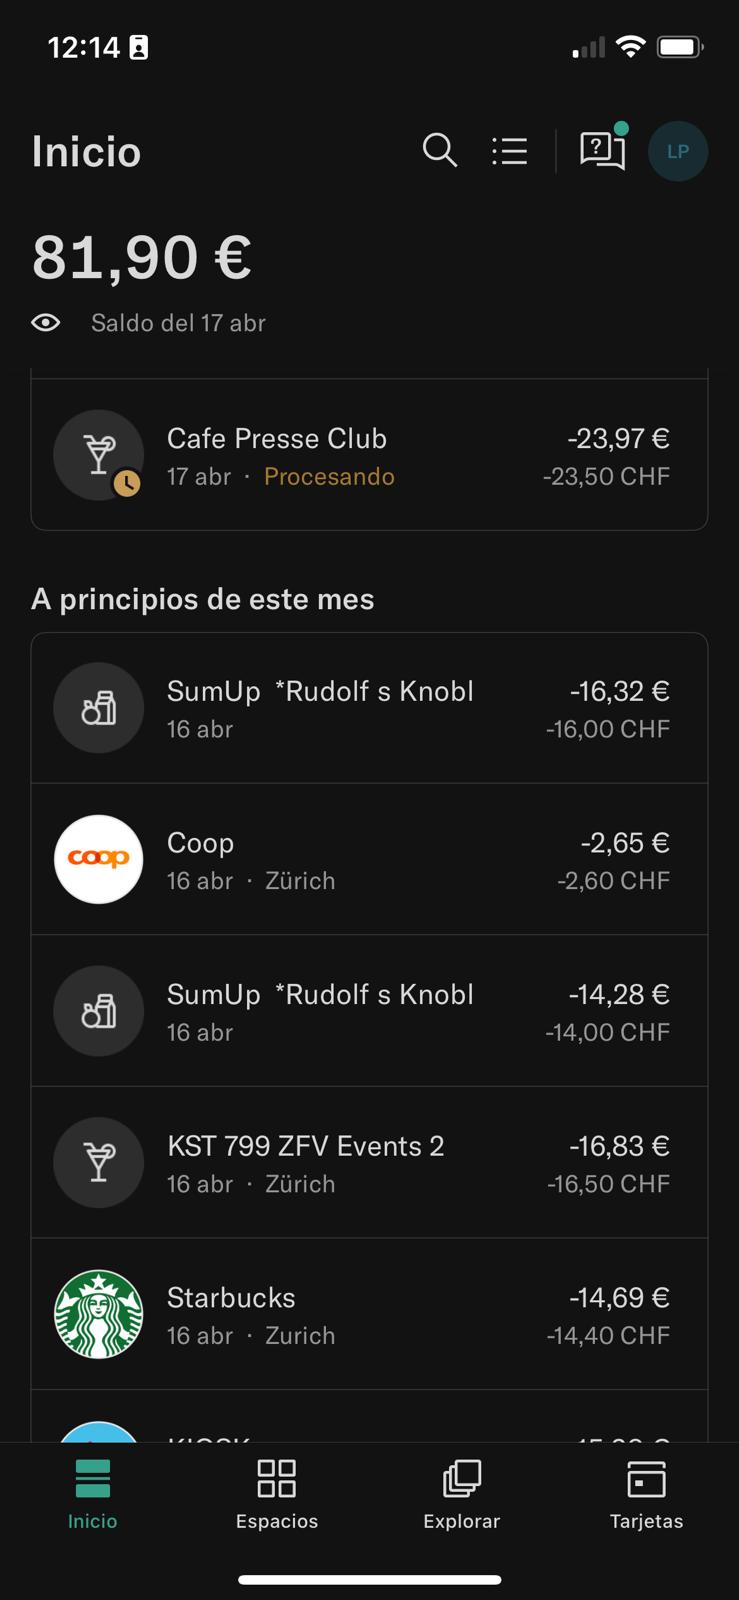 12:14
Inicio
LP
81,90 €
Saldo del 17 abr
Cafe Presse Club -23,97 €
17 abr · Procesando -23,50 CHF
A principios de este mes
SumUp *Rudolf s Knobl -16,32 €
16 abr -16,00 CHF
coop
Coop -2,65 €
16 abr · Zürich -2,60 CHF
SumUp *Rudolf s Knobl -14,28 €
16 abr -14,00 CHF
KST 799 ZFV Events 2 -16,83 €
16 abr · Zürich -16,50 CHF
Starbucks -14,69 €
16 abr · Zurich -14,40 CHF
KIOSK
Inicio Espacios Explorar Tarjetas